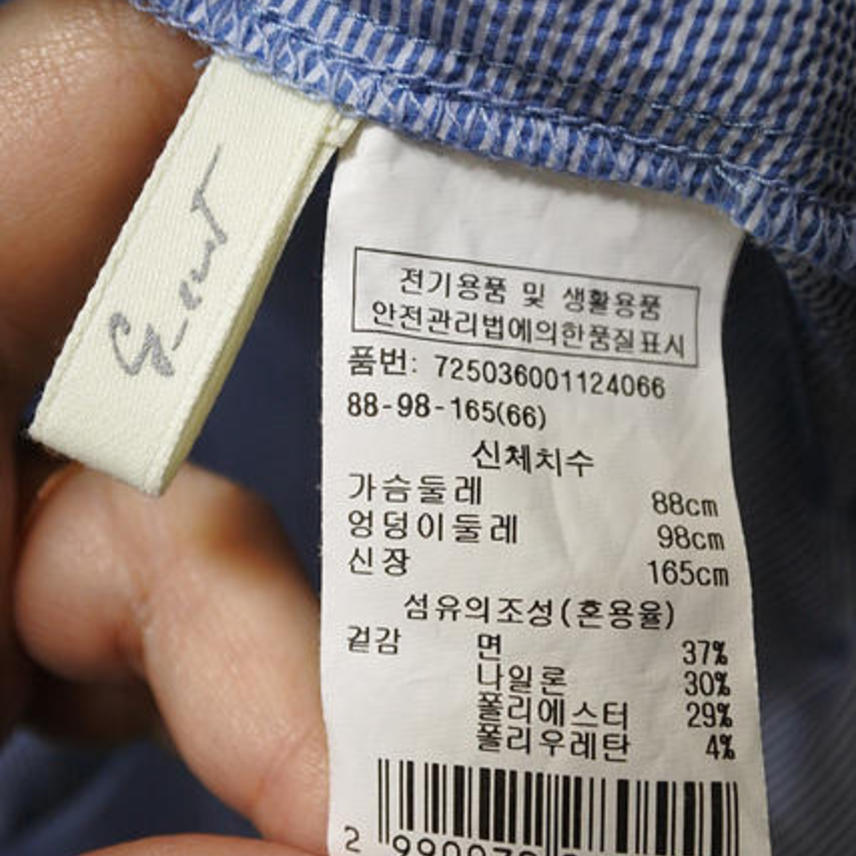 전기용품 및 생활용품
안전관리법에의한품질표시
품번: 725036001124066
88-98-165(66)
신체치수
가슴둘레 88cm
엉덩이둘레 98cm
신장 165cm
섬유의조성(혼용율)
겉감 면 37%
나일론 30%
폴리에스터 29%
폴리우레탄 4%